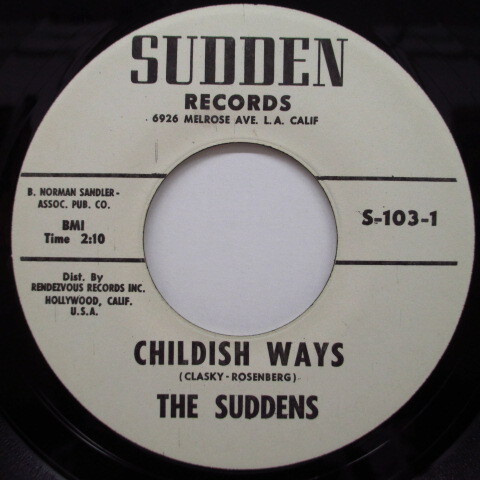 SUDDEN
RECORDS
6926 MELROSE AVE. L.A. CALIF
B. NORMAN SANDLER-
ASSOC. PUB. CO.
BMI
Time 2:10
S-103-1
Dist. By
RENDEZVOUS RECORDS INC.
HOLLYWOOD, CALIF.
U.S.A.
CHILDISH WAYS
(CLASKY-ROSENBERG)
THE SUDDENS